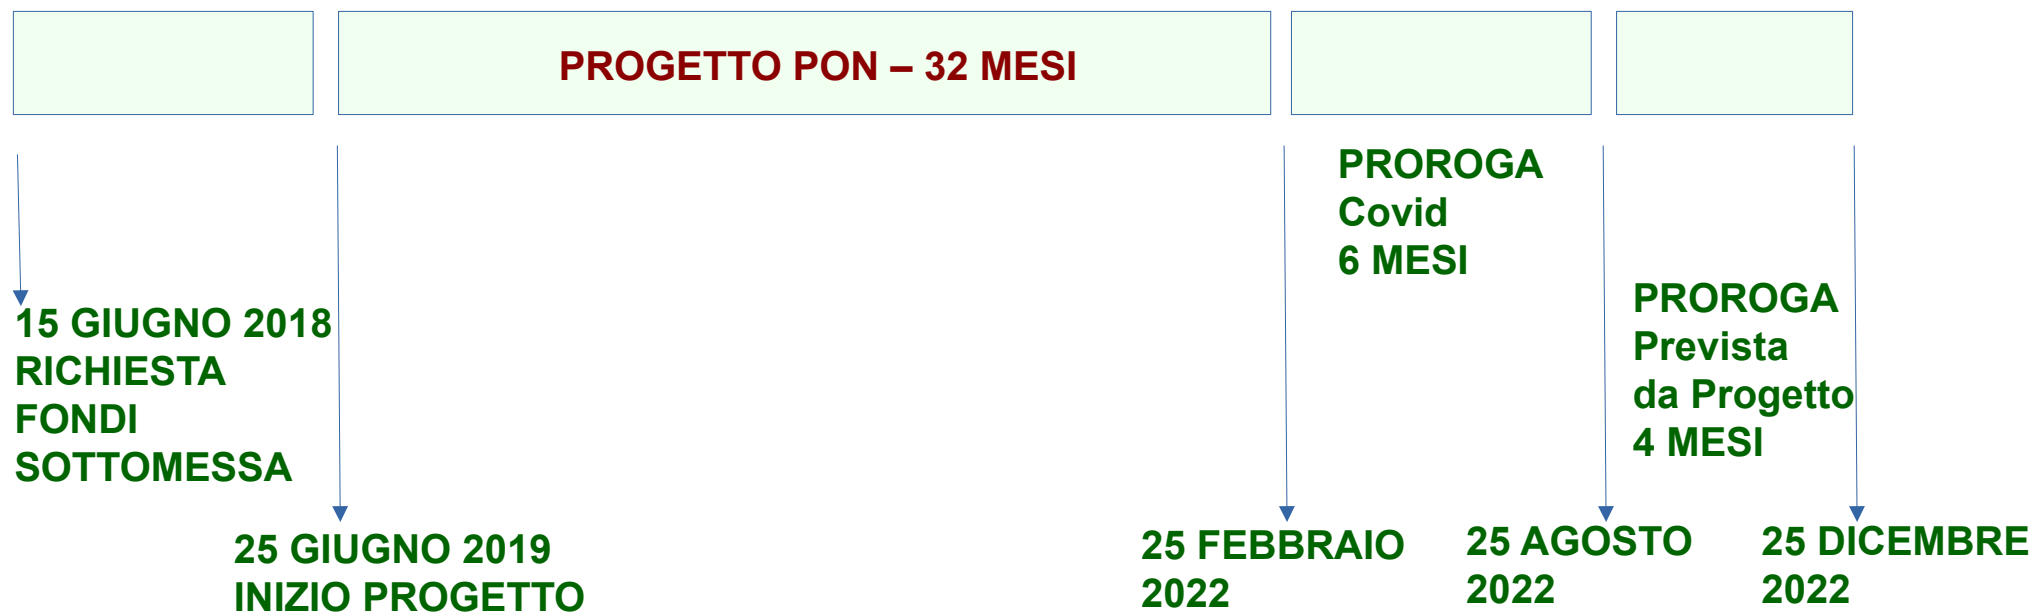 PROGETTO PON – 32 MESI
PROROGA
Covid
6 MESI
PROROGA
Prevista
da Progetto
4 MESI
15 GIUGNO 2018
RICHIESTA
FONDI
SOTTOMESSA
25 GIUGNO 2019
INIZIO PROGETTO
25 FEBBRAIO
2022
25 AGOSTO
2022
25 DICEMBRE
2022